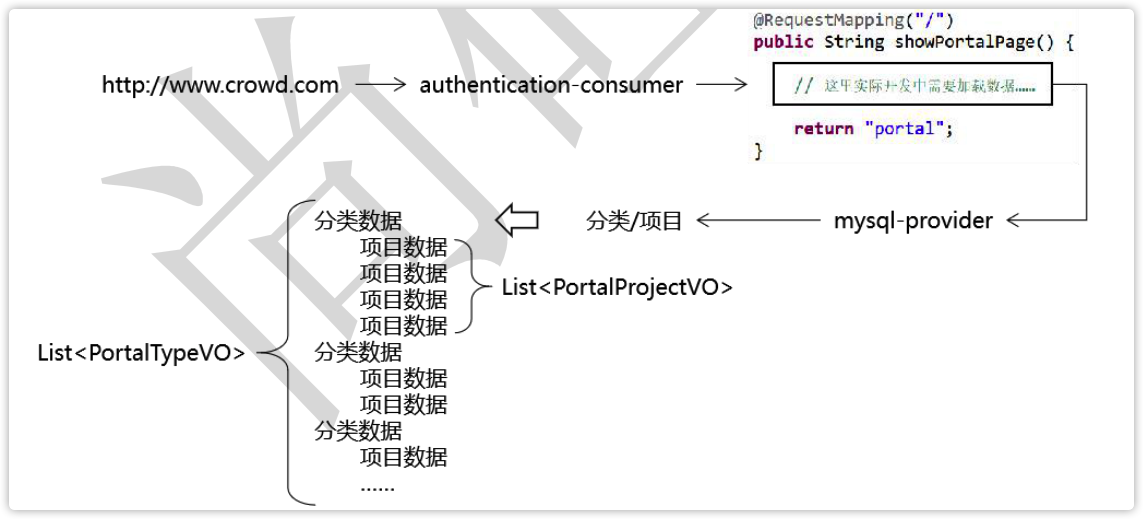 @RequestMapping("/")
public String showPortalPage() {
http://www.crowd.com
authentication-consumer
// 这里实际开发中需要加载数据……
return "portal";
}
分类数据
分类/项目
mysql-provider
项目数据
项目数据
List<PortalProjectVO>
项目数据
项目数据
List<PortalTypeVO>
分类数据
项目数据
项目数据
分类数据
项目数据
……